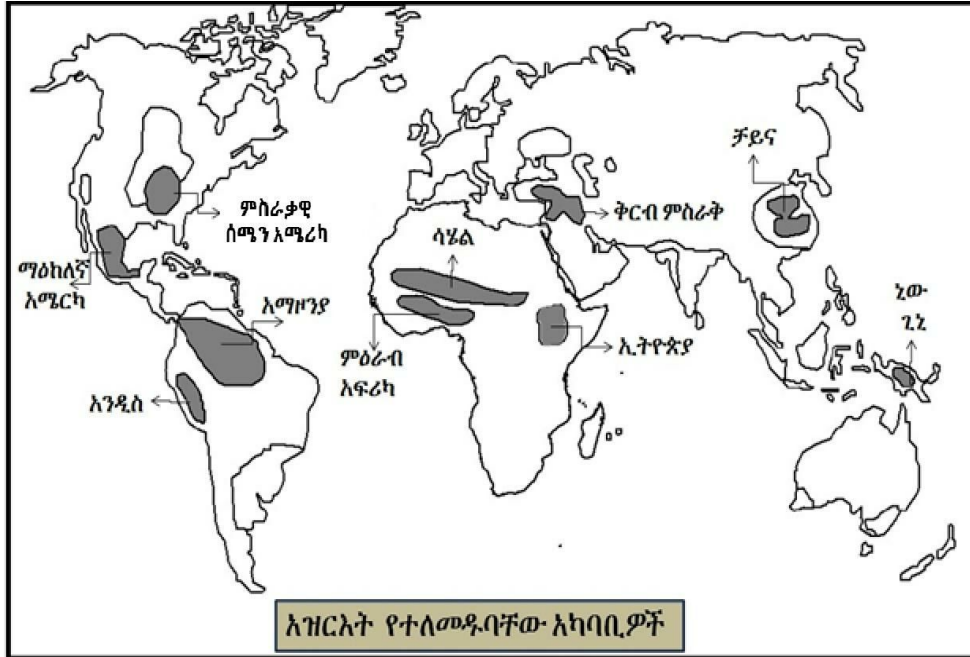 ቻይና
ምስራቃዊ
ሰሜን አሜሪካ
ቅርብ ምስራቅ
ሳሄል
ማዕከለኛ
አሜርካ
ኒው
ጊኒ
አማዞንያ
ምዕራብ
አፍሪካ
ኢትዮጵያ
አንዲስ
አዝርእት የተለመዱባቸው አካባቢዎች